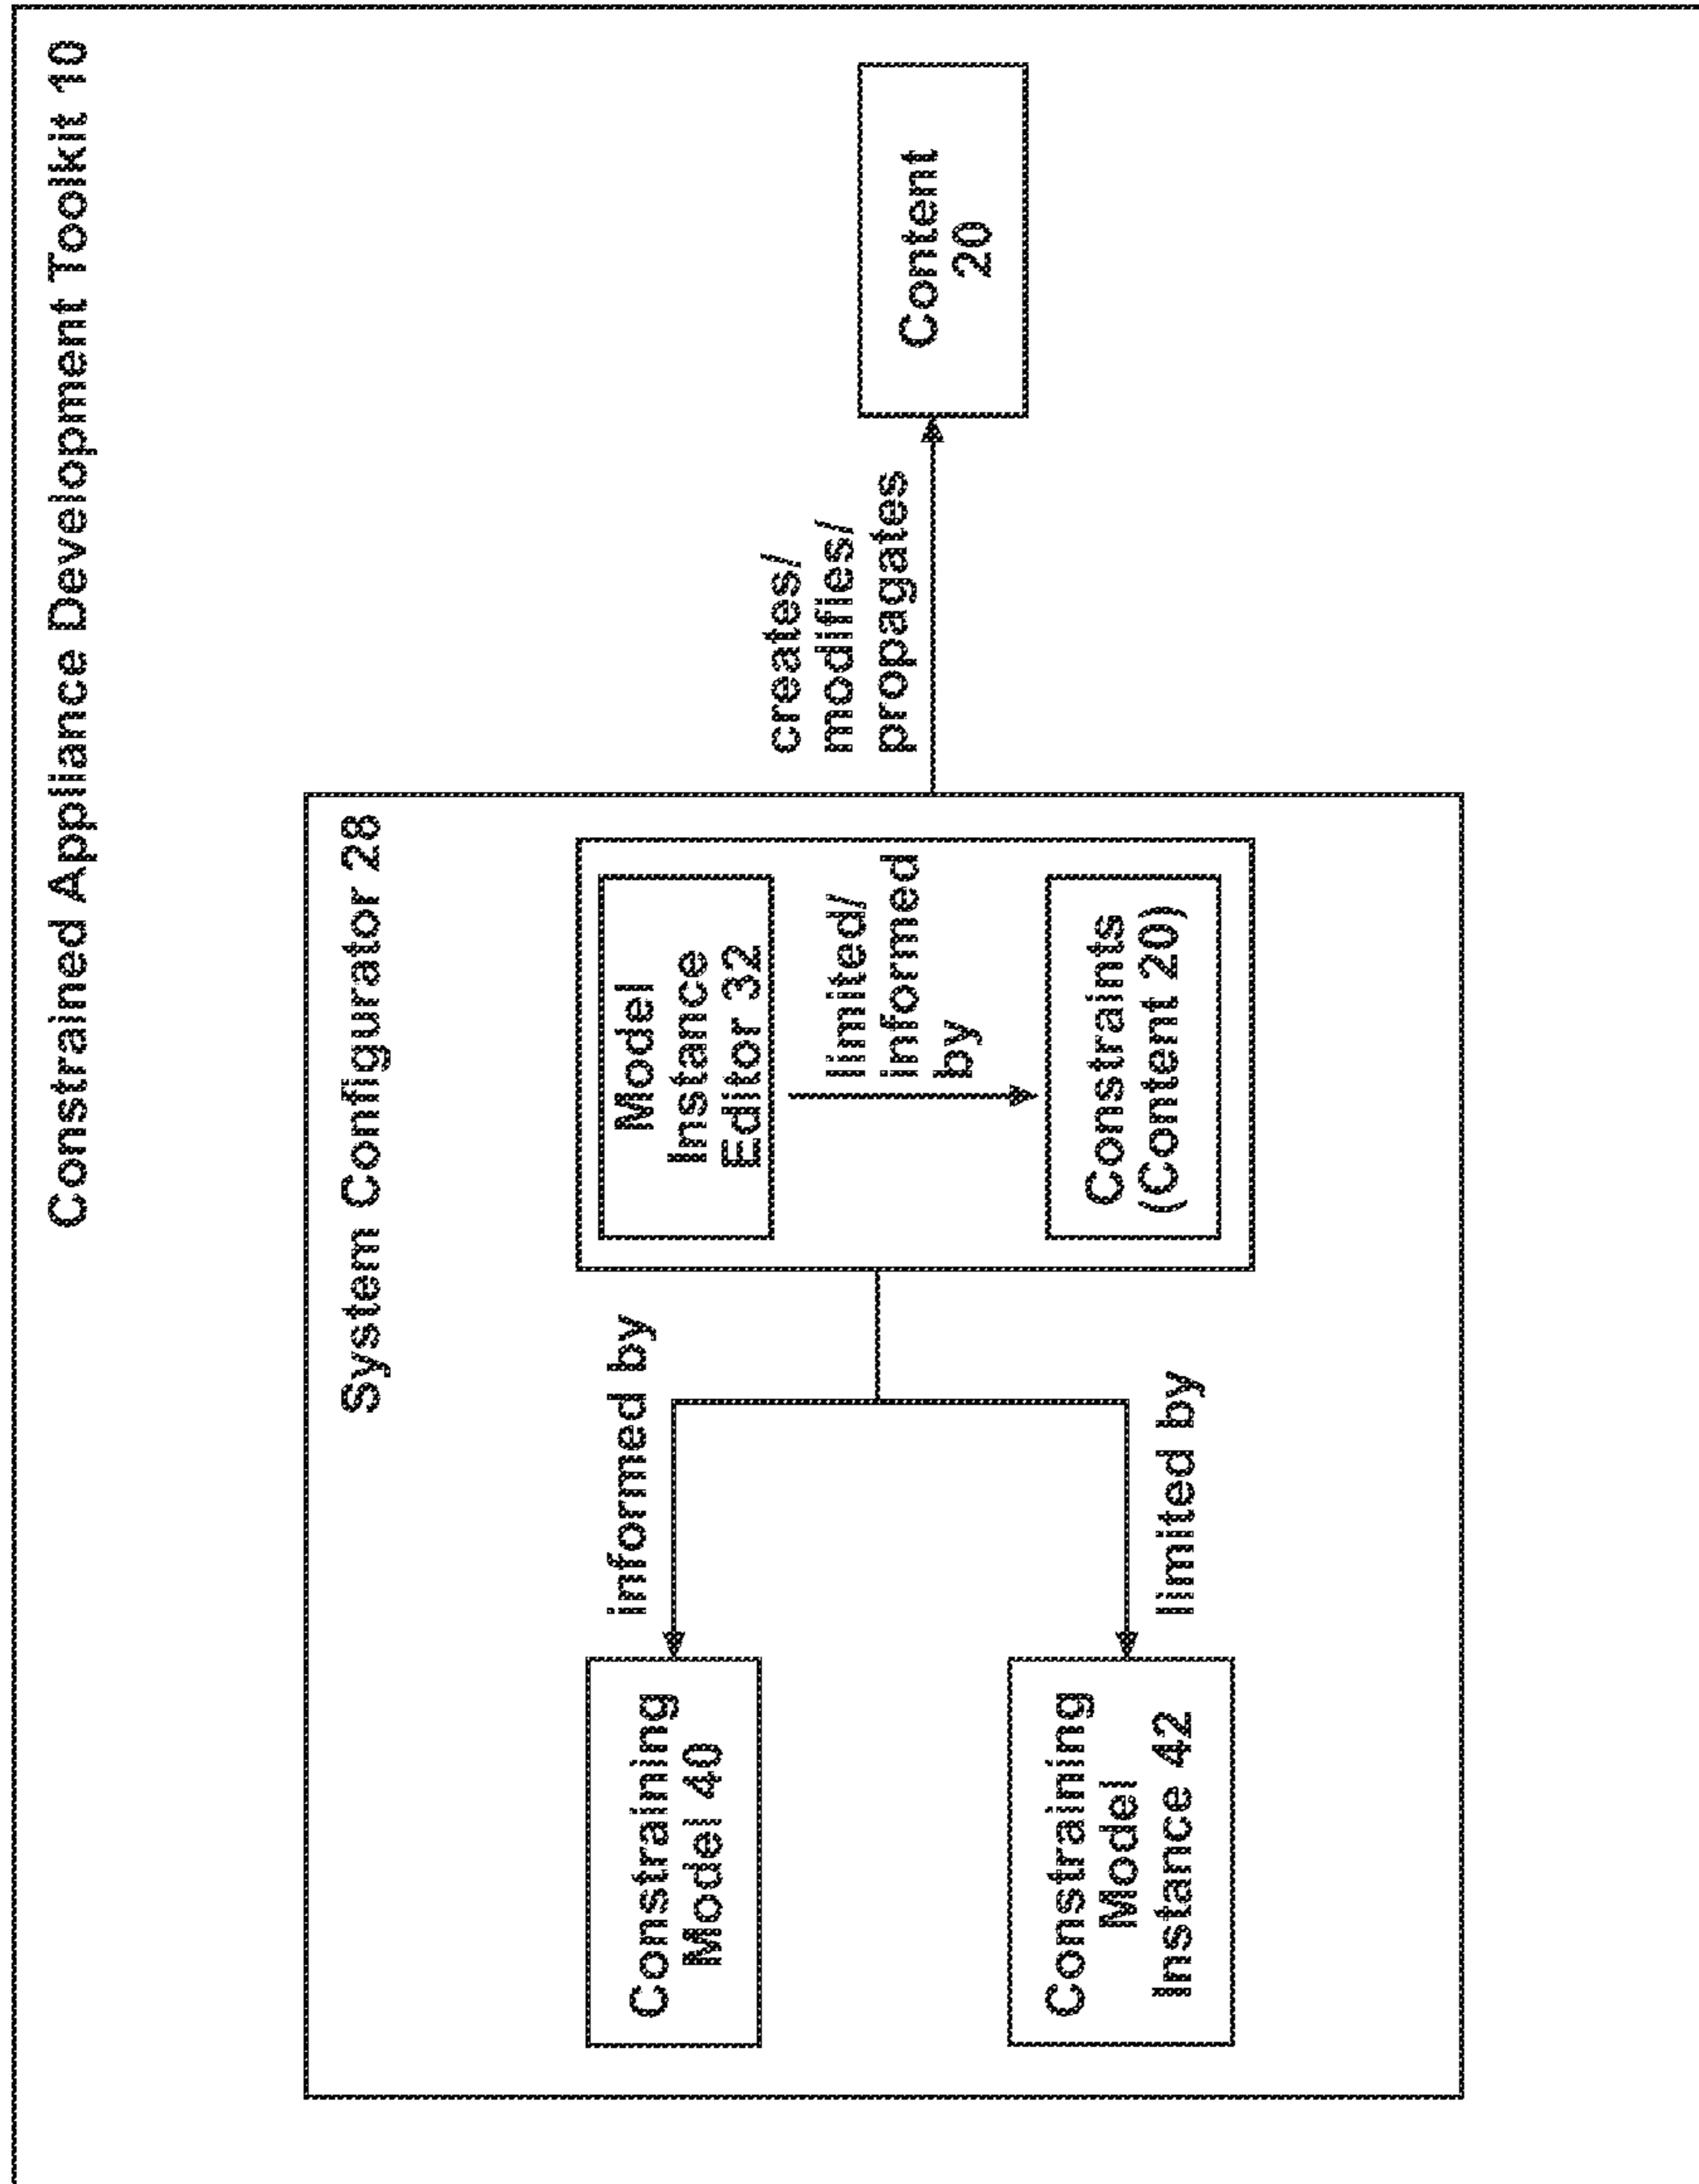 Constrained Appliance Development Toolkit 10
System Configurator 28
Constraining
Model 40
informed by
Model
Instance
Editor 32
limited/
informed
by
Constraints
(Content 20)
Constraining
Model
Instance 42
limited by
creates/
modifies/
propagates
Content
20